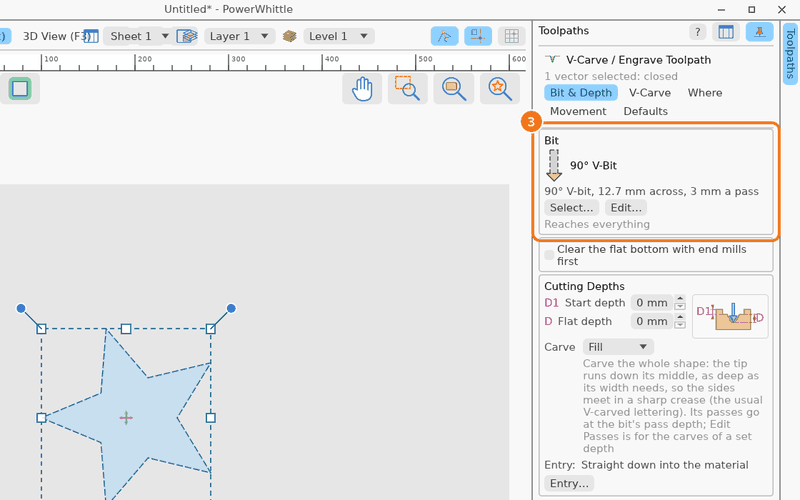 Untitled* - PowerWhittle
3D View (F3)
Sheet 1
Layer 1
Level 1
Toolpaths
?
Toolpaths
100
200
300
400
500
600
V-Carve / Engrave Toolpath
1 vector selected: closed
Bit & Depth
V-Carve
Where
Movement
Defaults
3
Bit
90° V-Bit
90° V-bit, 12.7 mm across, 3 mm a pass
Select...
Edit...
Reaches everything
Clear the flat bottom with end mills
first
Cutting Depths
D1 Start depth 0 mm
D Flat depth 0 mm
D1
D
Carve Fill
Carve the whole shape: the tip
runs down its middle, as deep as
its width needs, so the sides
meet in a sharp crease (the usual
V-carved lettering). Its passes go
at the bit's pass depth; Edit
Passes is for the carves of a set
depth
Entry: Straight down into the material
Entry...